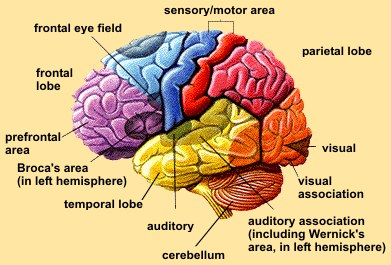 sensory/motor area
frontal eye field
parietal lobe
frontal
lobe
prefrontal
area
Broca's area
(in left hemisphere)
visual
visual
association
temporal lobe
auditory
auditory association
(including Wernick's
area, in left hemisphere)
cerebellum